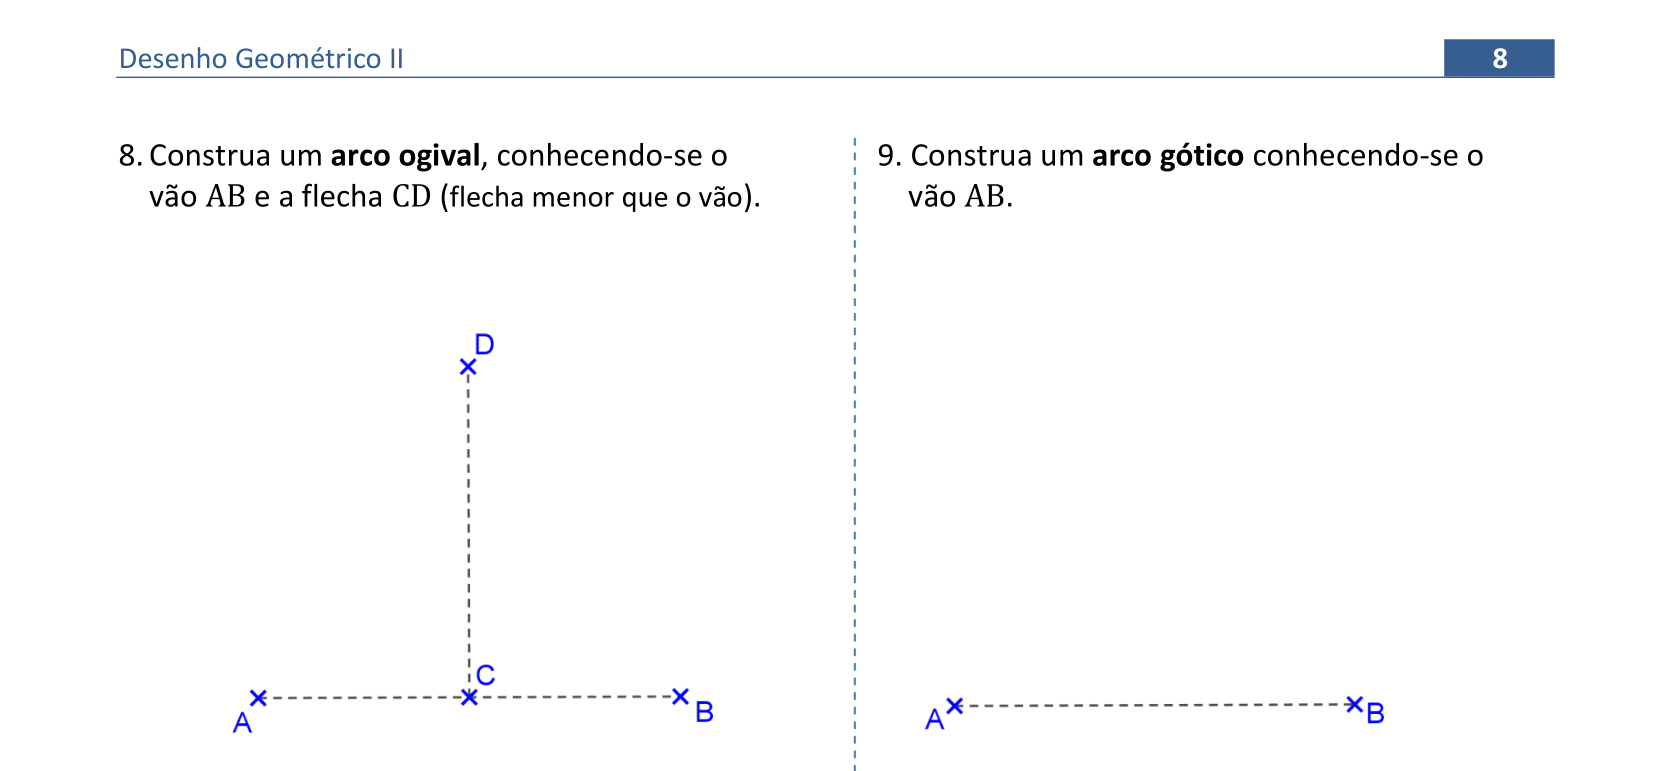 Desenho Geométrico II
8
8. Construa um arco ogival, conhecendo-se o
vão AB e a flecha CD (flecha menor que o vão).
D
C
A
B
9. Construa um arco gótico conhecendo-se o
vão AB.
A
B